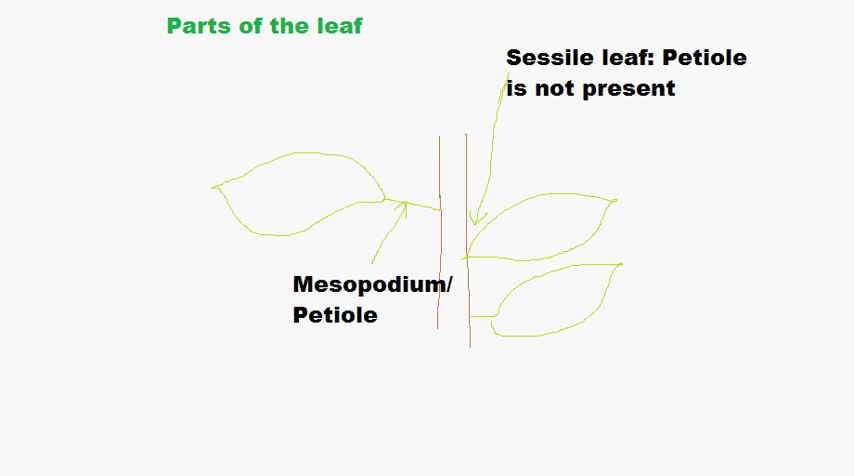 Parts of the leaf
Sessile leaf: Petiole
is not present
Mesopodium/
Petiole